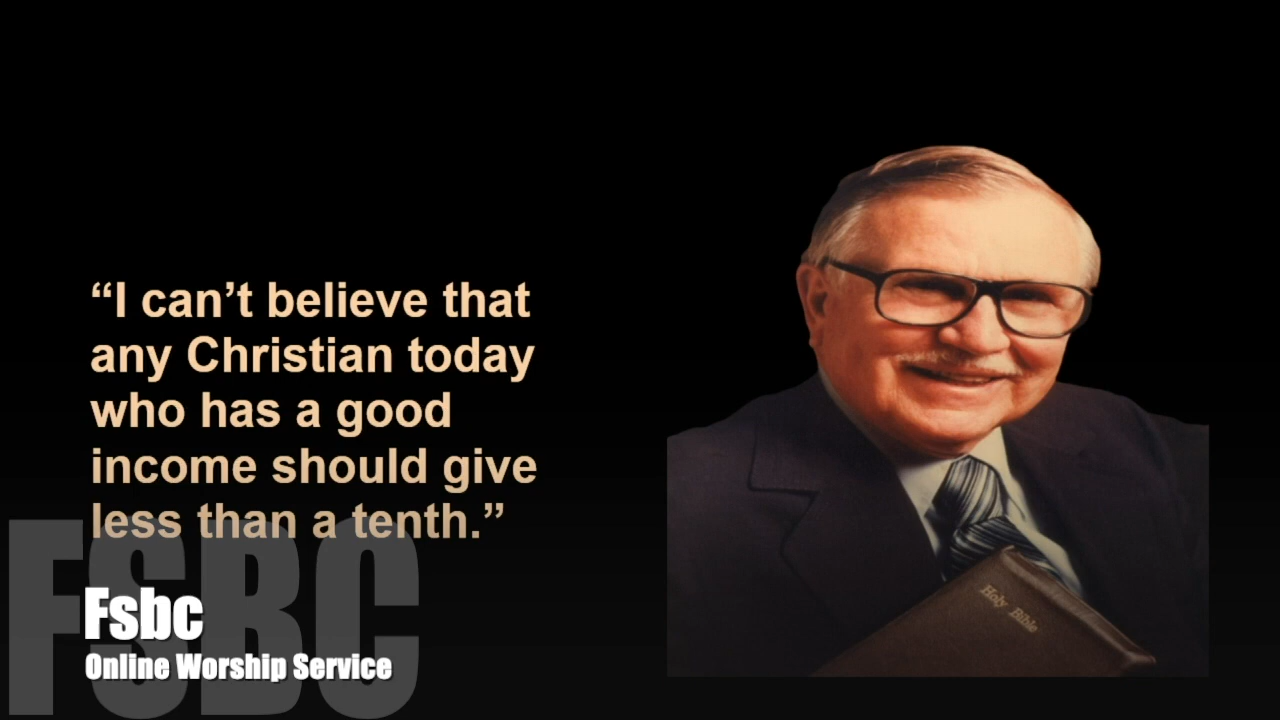 “I can’t believe that
any Christian today
who has a good
income should give
less than a tenth.”
FSBC
Fsbc
Online Worship Service
Holy Bible